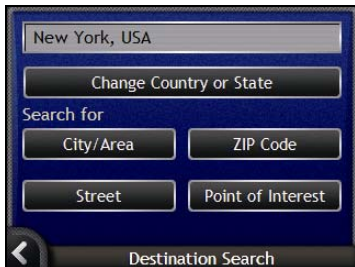 New York, USA
Change Country or State
Search for
City/Area ZIP Code
Street Point of Interest
Destination Search